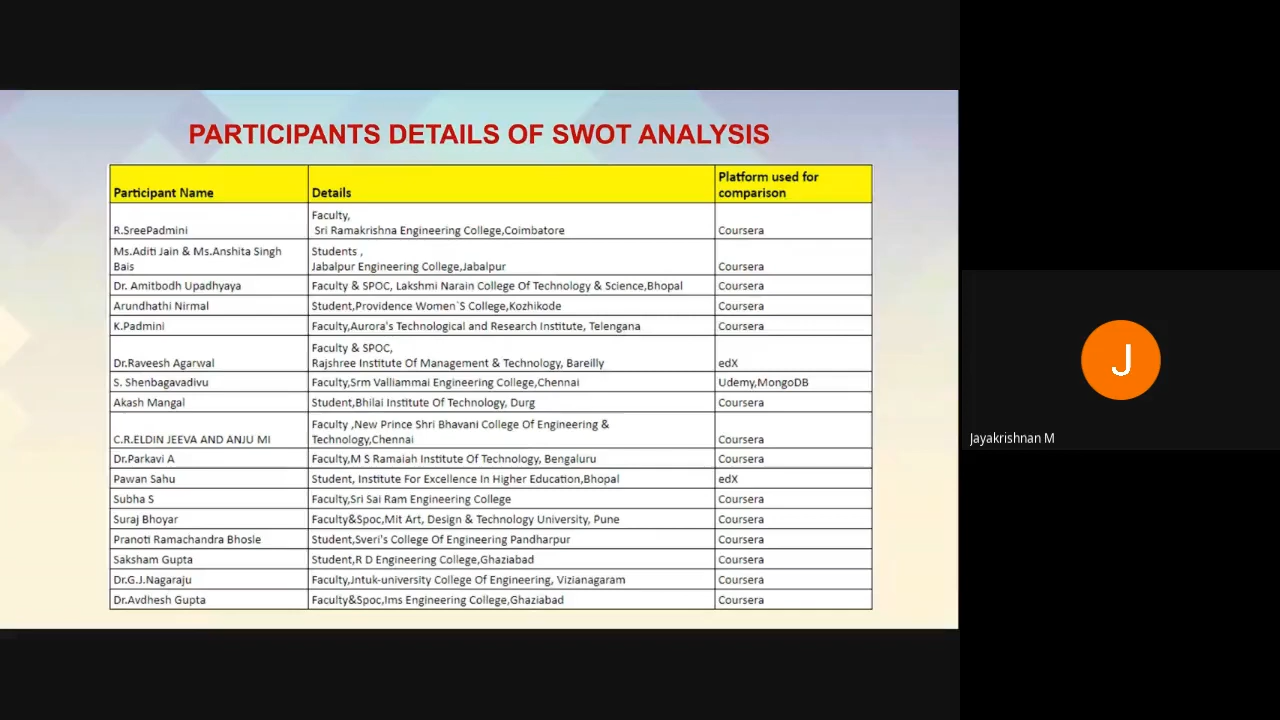 PARTICIPANTS DETAILS OF SWOT ANALYSIS
Participant Name Details Platform used for comparison
R.SreePadmini Faculty, Sri Ramakrishna Engineering College,Coimbatore Coursera
Ms.Aditi Jain & Ms.Anshita Singh Bais Students , Jabalpur Engineering College,Jabalpur Coursera
Dr. Amitbodh Upadhyaya Faculty & SPOC, Lakshmi Narain College Of Technology & Science,Bhopal Coursera
Arundhathi Nirmal Student,Providence Women`S College,Kozhikode Coursera
K.Padmini Faculty,Aurora's Technological and Research Institute, Telengana Coursera
Dr.Raveesh Agarwal Faculty & SPOC, Rajshree Institute Of Management & Technology, Bareilly edX
S. Shenbagavadivu Faculty,Srm Valliammai Engineering College,Chennai Udemy,MongoDB
Akash Mangal Student,Bhilai Institute Of Technology, Durg Coursera
C.R.ELDIN JEEVA AND ANJU MI Faculty ,New Prince Shri Bhavani College Of Engineering & Technology,Chennai Coursera
Dr.Parkavi A Faculty,M S Ramaiah Institute Of Technology, Bengaluru Coursera
Pawan Sahu Student, Institute For Excellence In Higher Education,Bhopal edX
Subha S Faculty,Sri Sai Ram Engineering College Coursera
Suraj Bhoyar Faculty&Spoc,Mit Art, Design & Technology University, Pune Coursera
Pranoti Ramachandra Bhosle Student,Sveri's College Of Engineering Pandharpur Coursera
Saksham Gupta Student,R D Engineering College,Ghaziabad Coursera
Dr.G.J.Nagaraju Faculty,Jntuk-university College Of Engineering, Vizianagaram Coursera
Dr.Avdhesh Gupta Faculty&Spoc,Ims Engineering College,Ghaziabad Coursera
J
Jayakrishnan M